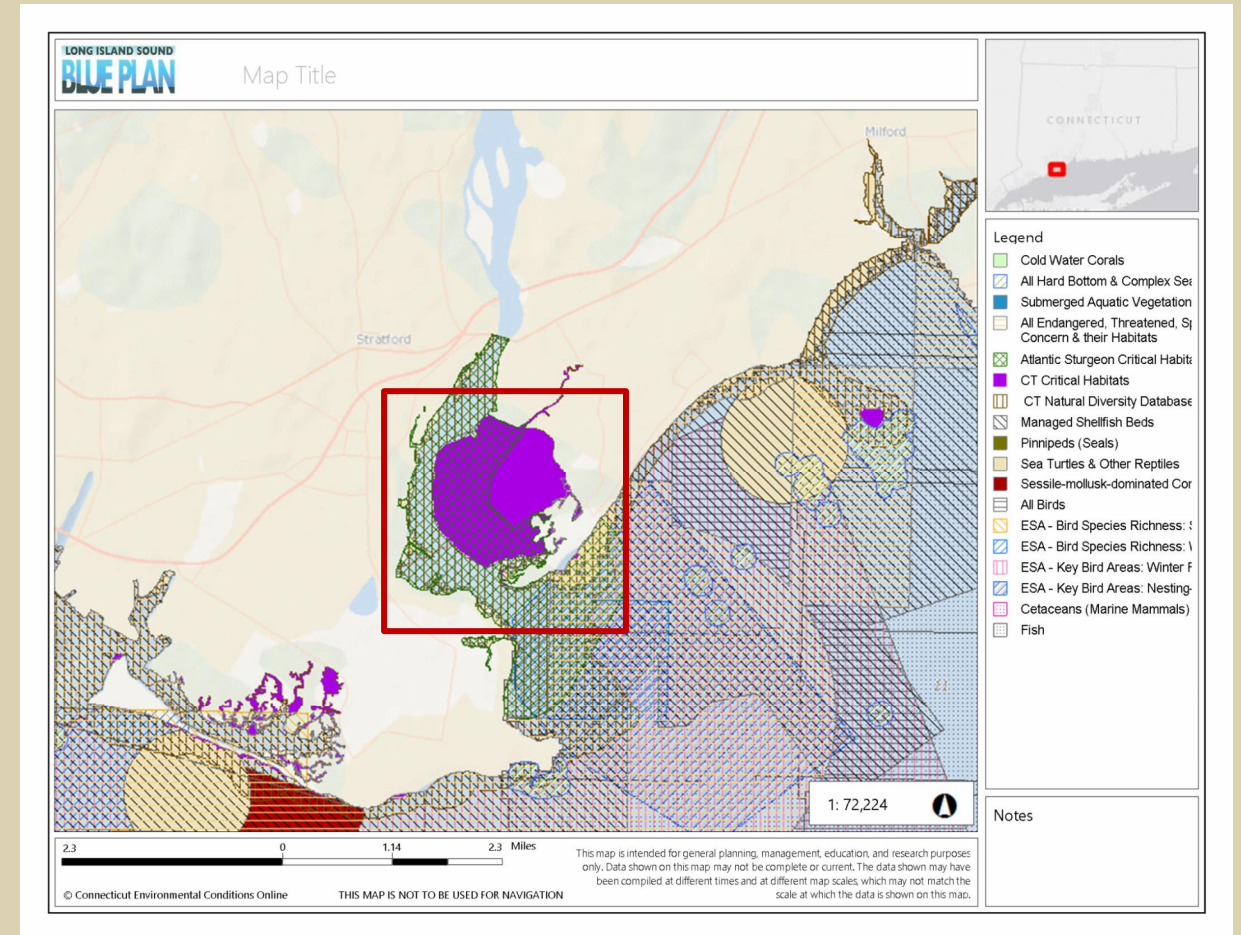 LONG ISLAND SOUND
BLUE PLAN
Map Title
Milford
Stratford
CONNECTICUT
Legend
Cold Water Corals
All Hard Bottom & Complex Sea
Submerged Aquatic Vegetation
All Endangered, Threatened, Sp
Concern & their Habitats
Atlantic Sturgeon Critical Habita
CT Critical Habitats
CT Natural Diversity Database
Managed Shellfish Beds
Pinnipeds (Seals)
Sea Turtles & Other Reptiles
Sessile-mollusk-dominated Cor
All Birds
ESA - Bird Species Richness:
ESA - Bird Species Richness:
ESA - Key Bird Areas: Winter F
ESA - Key Bird Areas: Nesting-
Cetaceans (Marine Mammals)
Fish
1: 72,224
Notes
2.3 0 1.14 2.3 Miles
This map is intended for general planning, management, education, and research purposes
only. Data shown on this map may not be complete or current. The data shown may have
been compiled at different times and at different map scales, which may not match the
scale at which the data is shown on this map.
© Connecticut Environmental Conditions Online THIS MAP IS NOT TO BE USED FOR NAVIGATION